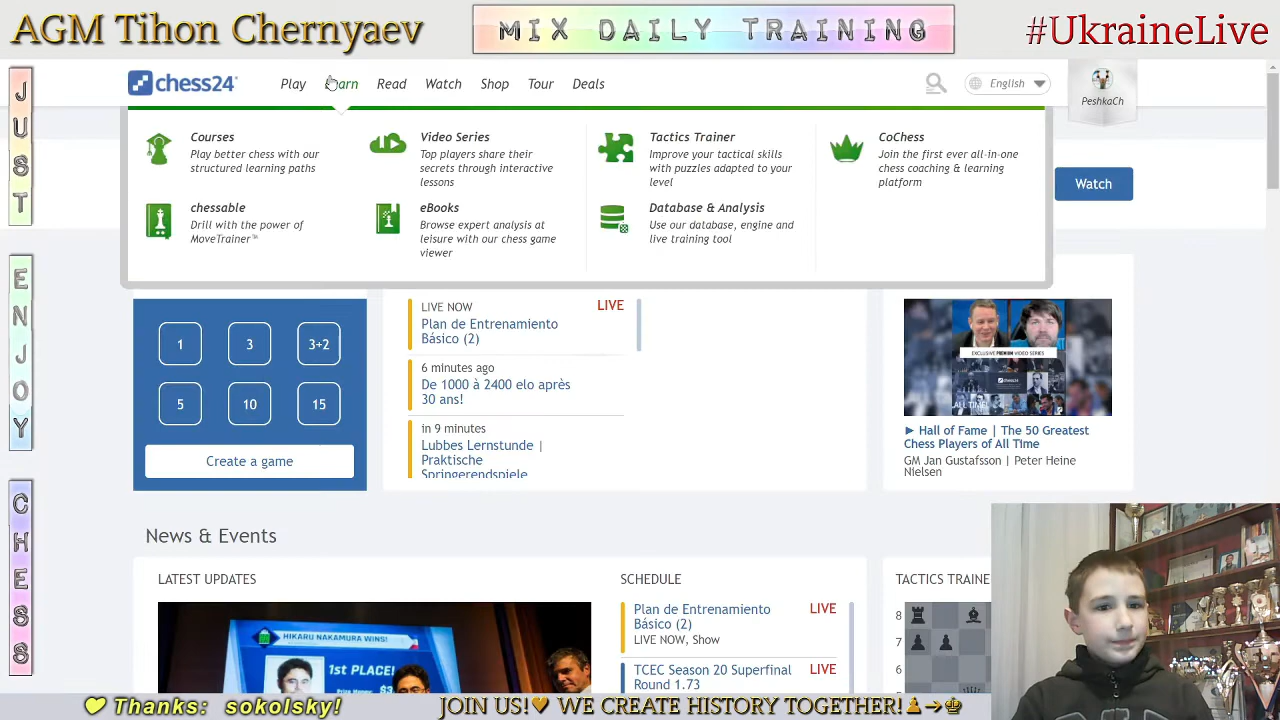 AGM Tihon Chernyaev
MIX DAILY TRAINING
#UkraineLive
JUST
ENJOY
CHESS
chess24
Play
Read
Watch
Shop
Tour
Deals
English
PeshkaCh
Courses
Play better chess with our
structured learning paths
Video Series
Top players share their
secrets through interactive
lessons
Tactics Trainer
Improve your tactical skills
with puzzles adapted to your
level
CoChess
Join the first ever all-in-one
chess coaching & learning
platform
chessable
Drill with the power of
MoveTrainer™
eBooks
Browse expert analysis at
leisure with our chess game
viewer
Database & Analysis
Use our database, engine and
live training tool
Watch
1
3
3+2
5
10
15
Create a game
LIVE NOW
LIVE
Plan de Entrenamiento
Básico (2)
6 minutes ago
De 1000 à 2400 elo après
30 ans!
in 9 minutes
Lubbes Lernstunde |
Praktische
Springerendspiele
EXCLUSIVE PREMIUM VIDEO SERIES
chess24
ALL TIME!
► Hall of Fame | The 50 Greatest
Chess Players of All Time
GM Jan Gustafsson | Peter Heine
Nielsen
News & Events
LATEST UPDATES
HIKARU NAKAMURA WINS!
1ST PLACE!
SCHEDULE
Plan de Entrenamiento
Básico (2)
LIVE
LIVE NOW, Show
TCEC Season 20 Superfinal
Round 1.73
LIVE
TACTICS TRAINE
8
7
6
Thanks: sokolsky!
JOIN US! WE CREATE HISTORY TOGETHER!